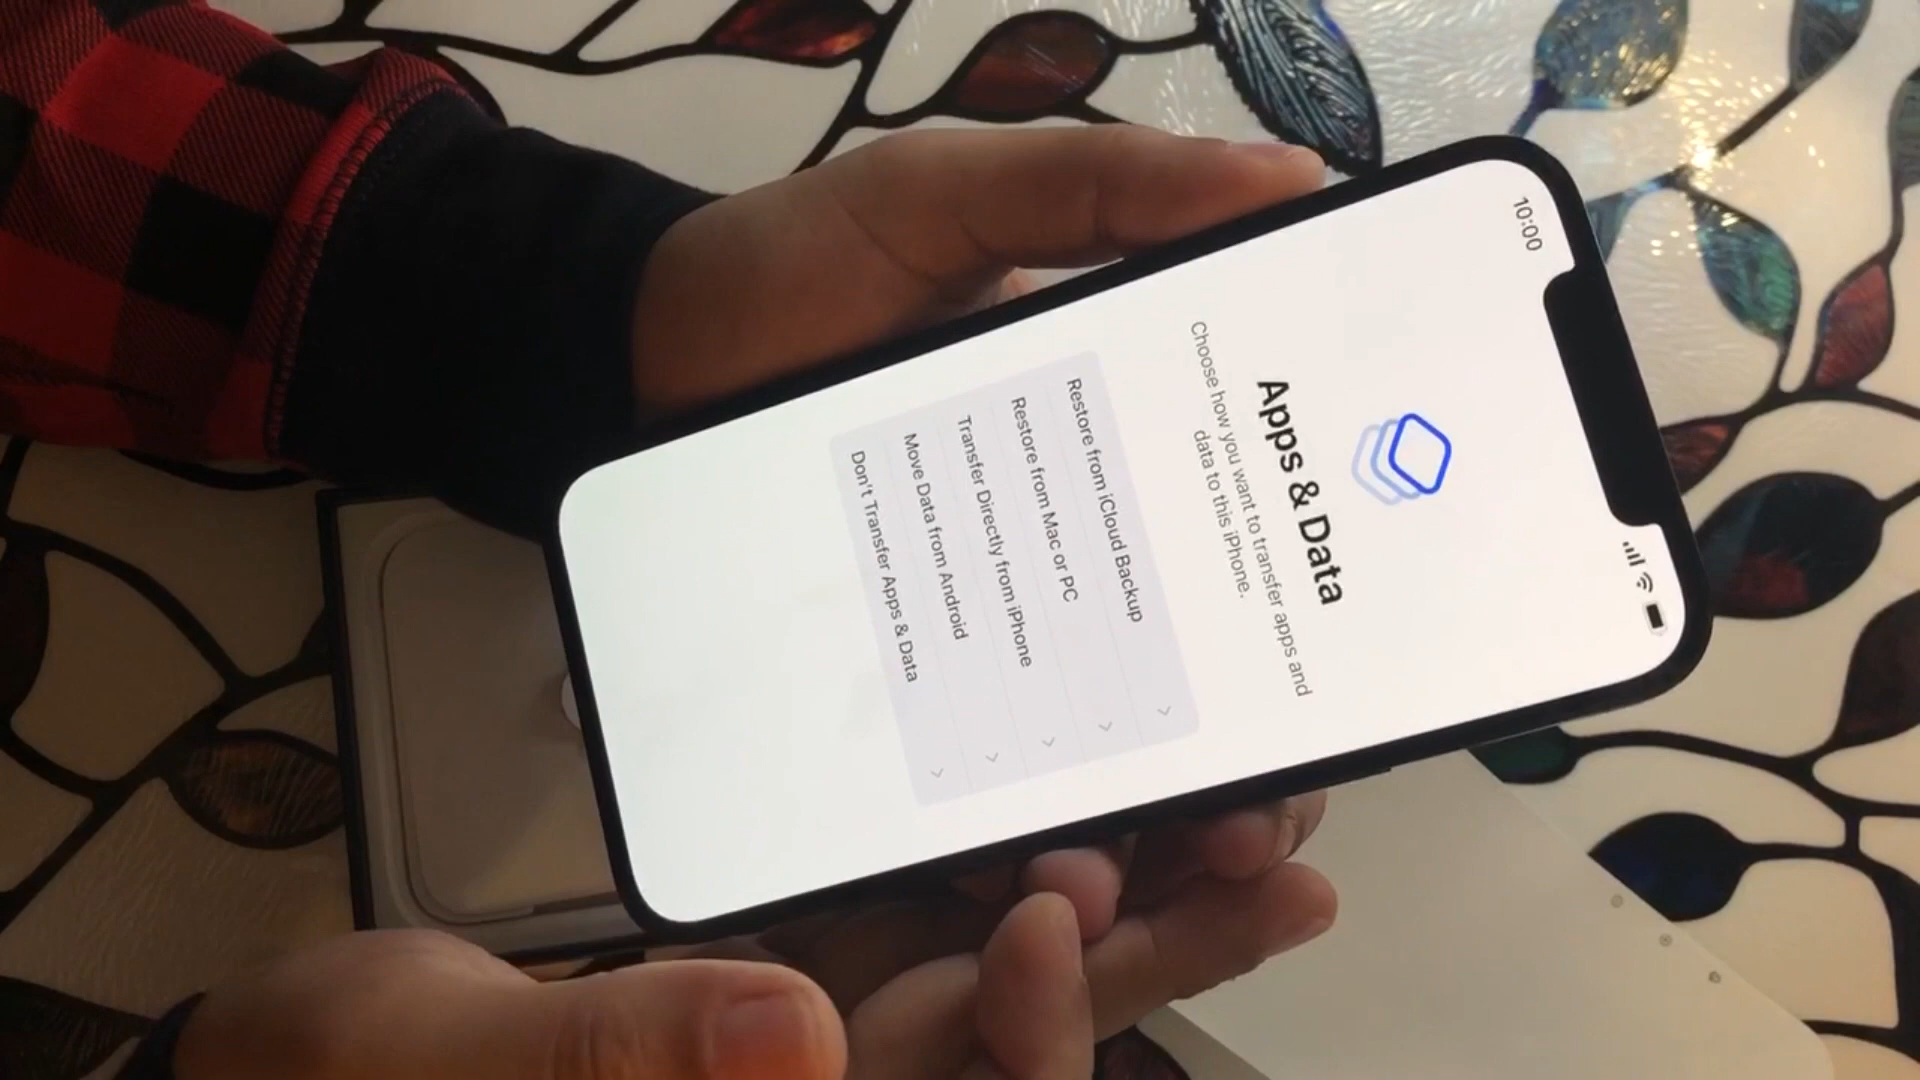 10:00
Apps & Data
Choose how you want to transfer apps and
data to this iPhone.
Restore from iCloud Backup
Restore from Mac or PC
Transfer Directly from iPhone
Move Data from Android
Don't Transfer Apps & Data